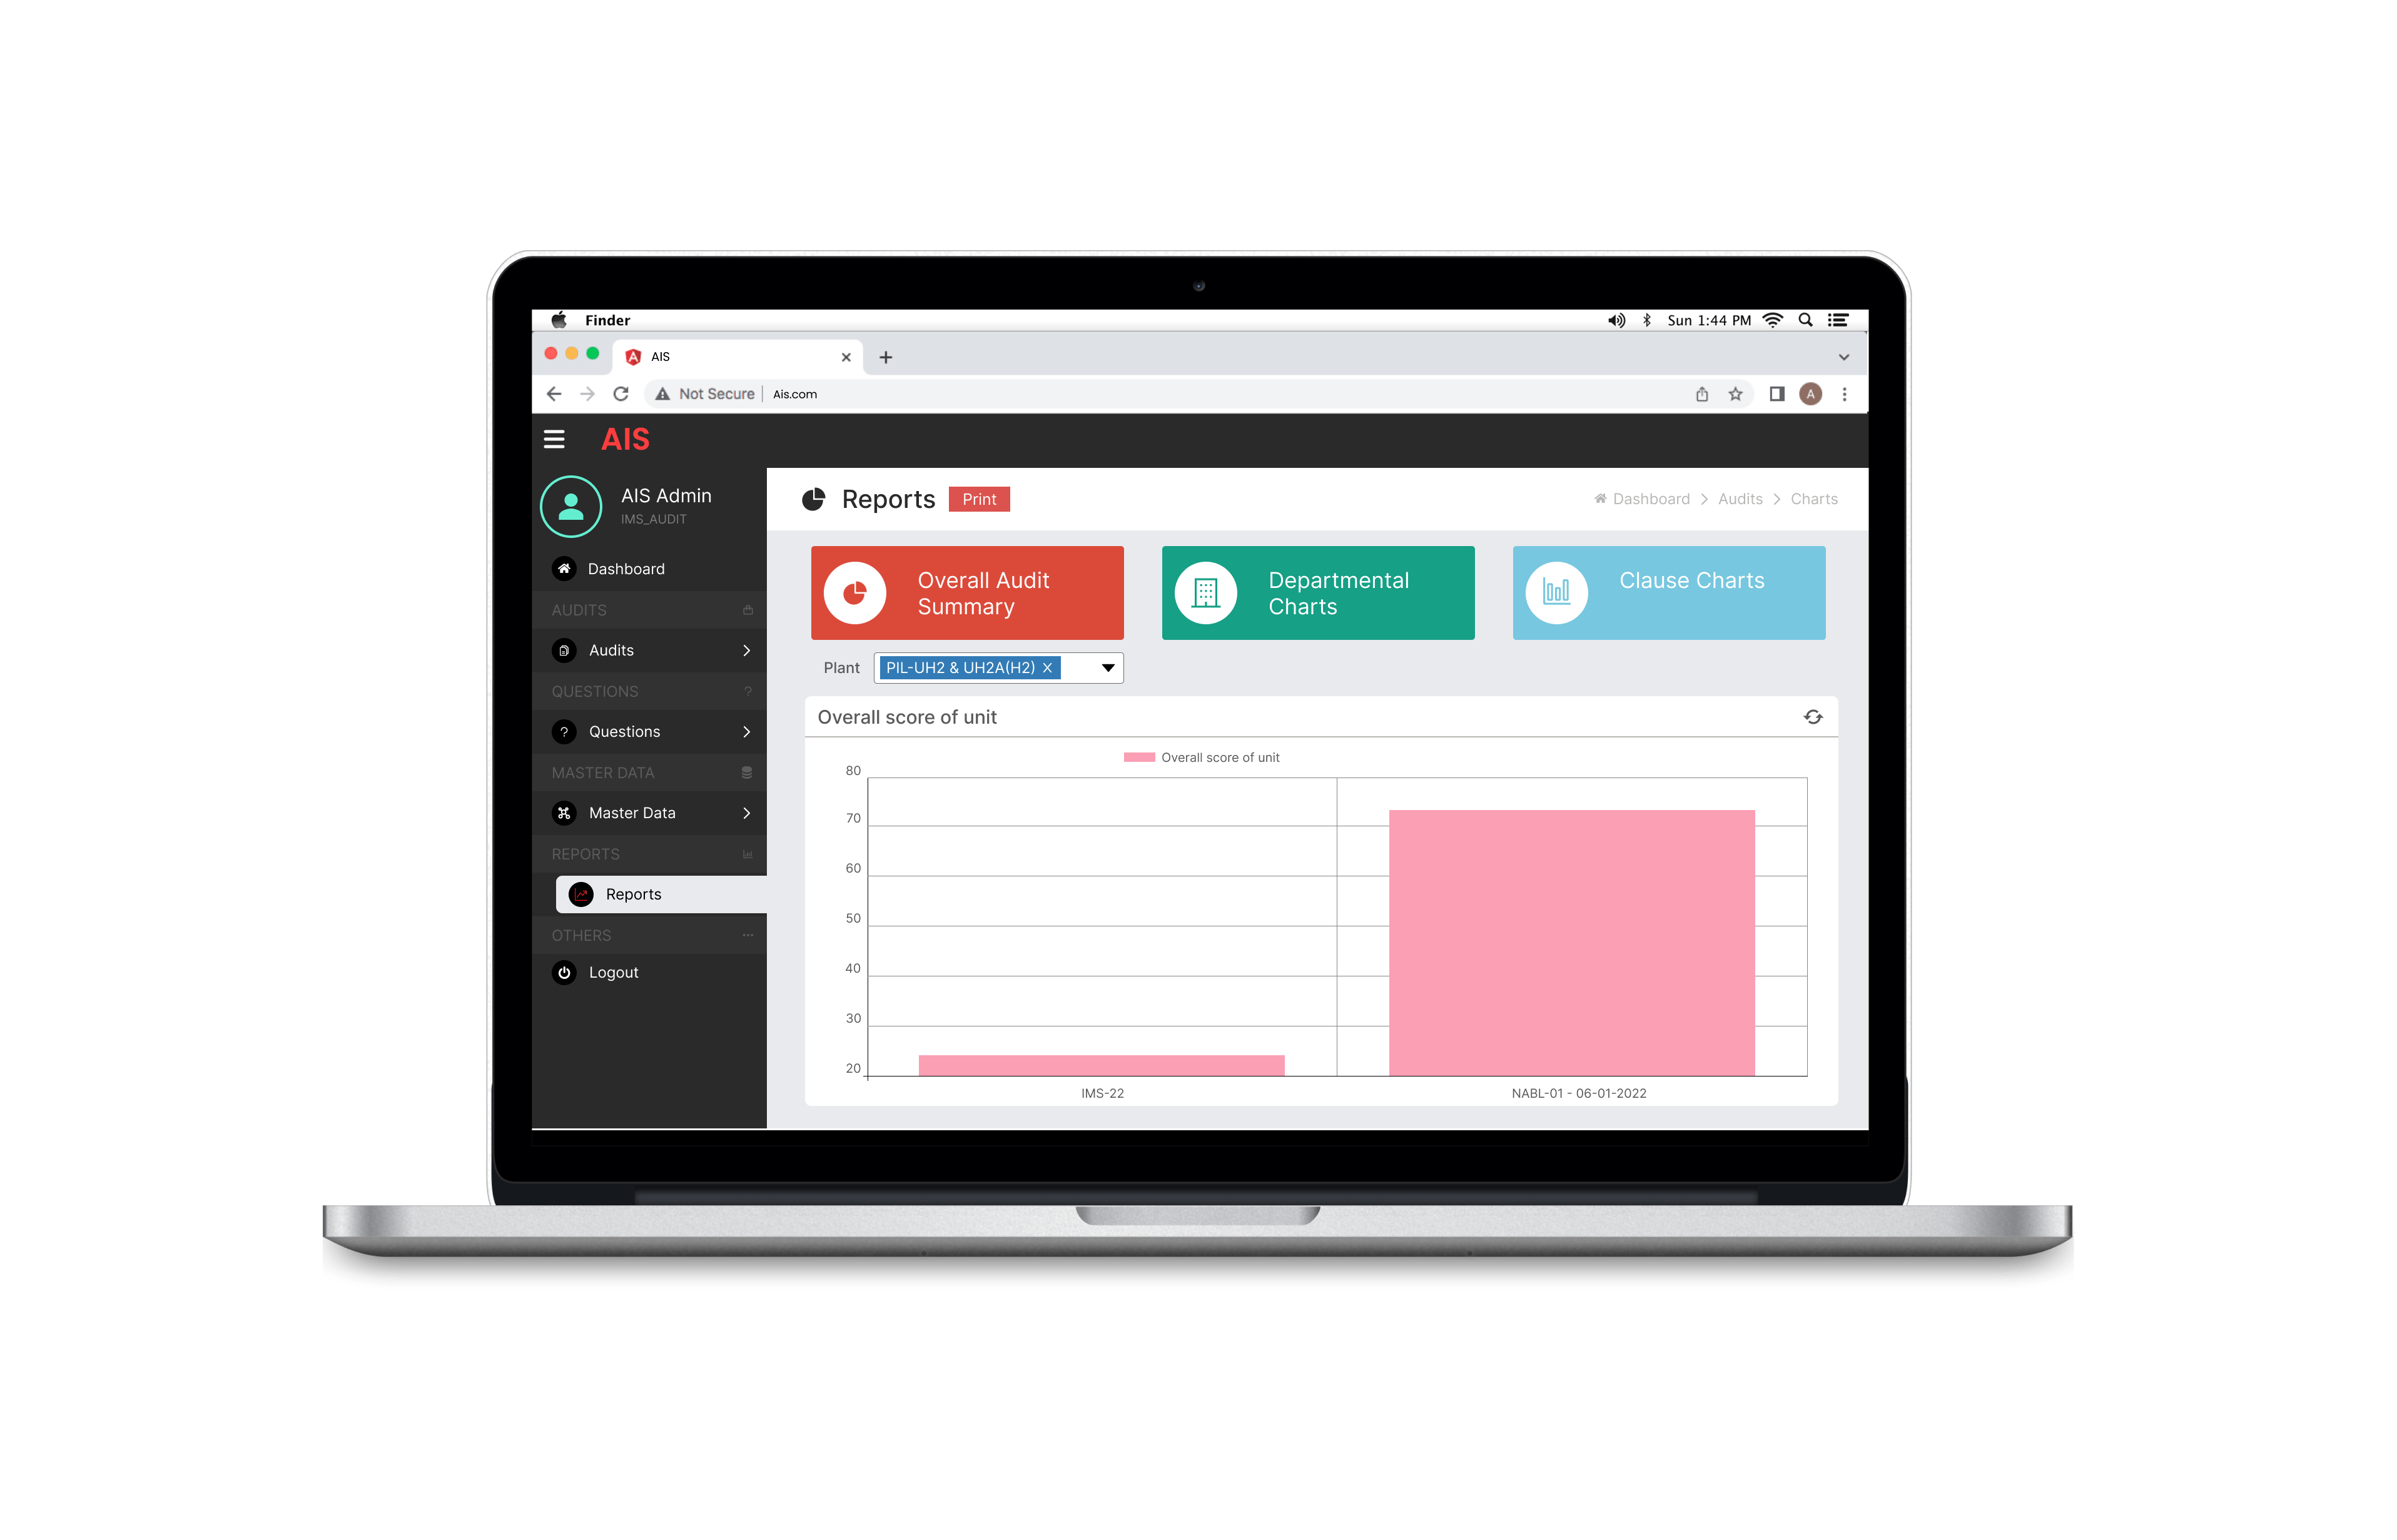 Finder
Sun 1:44 PM
AIS
Not Secure
Ais.com
A
AIS
AIS Admin
IMS_AUDIT
Dashboard
AUDITS
Audits
QUESTIONS
?
?
Questions
MASTER DATA
Master Data
REPORTS
Reports
OTHERS
Logout
Reports
Print
Dashboard > Audits > Charts
Overall Audit
Summary
Departmental
Charts
Clause Charts
Plant
PIL-UH2 & UH2A(H2) ×
Overall score of unit
Overall score of unit
80
70
60
50
40
30
20
IMS-22
NABL-01 - 06-01-2022